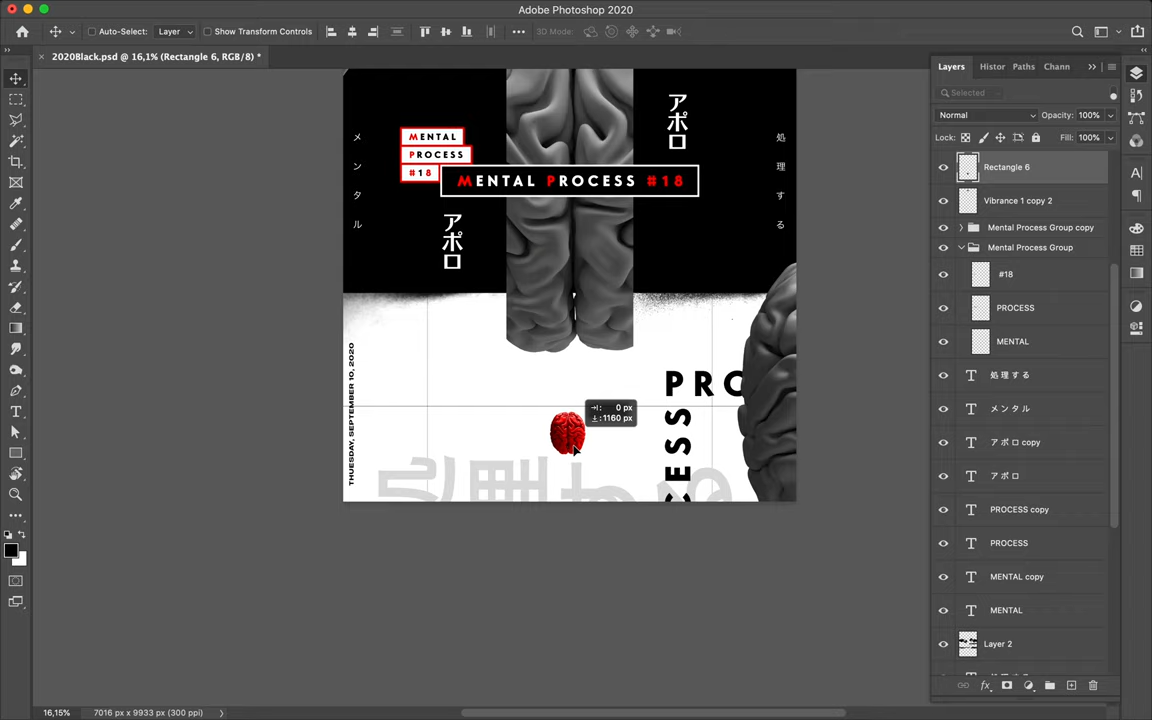 Adobe Photoshop 2020
Auto-Select:
Layer
Show Transform Controls
3D Mode:
2020Black.psd @ 16,1% (Rectangle 6, RGB/8) *
Layers
Histor
Paths
Chann
Selected
Normal
Opacity: 100%
Lock:
Fill: 100%
Rectangle 6
Vibrance 1 copy 2
Mental Process Group copy
Mental Process Group
#18
PROCESS
MENTAL
処理する
メンタル
アポロ copy
アポロ
PROCESS copy
PROCESS
MENTAL copy
MENTAL
Layer 2
メンタル
MENTAL
PROCESS
#18
MENTAL PROCESS #18
アポロ
アポロ
処理する
THUESDAY, SEPTEMBER 10, 2020
PRO
CESS
0 px
1160 px
16,15%
7016 px x 9933 px (300 ppi)